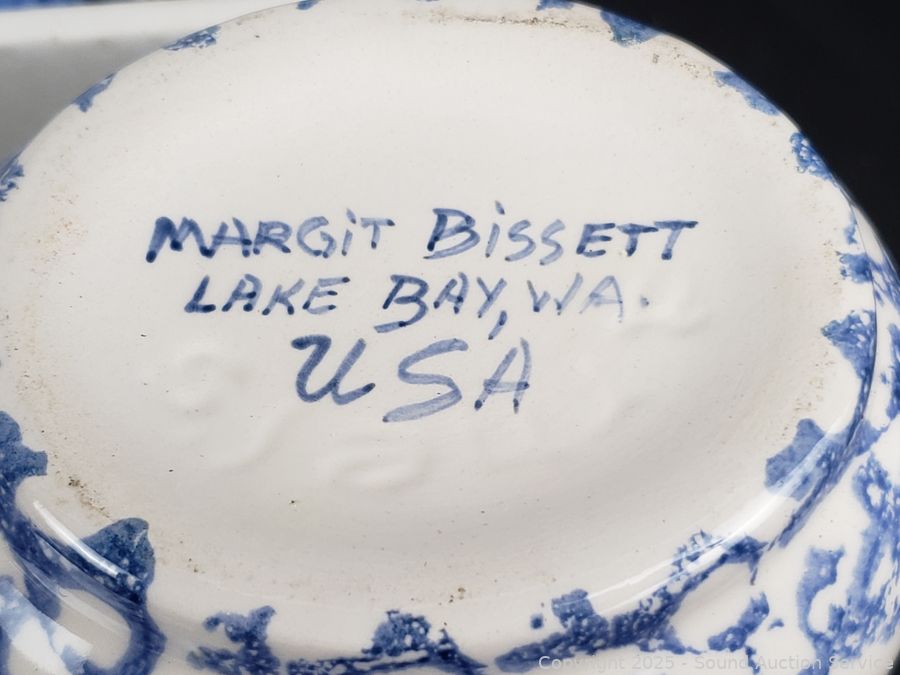 MARGiT BiSSETT
LAKE BAY, WA.
USA
Copyright 2025 - Sound Auction Service